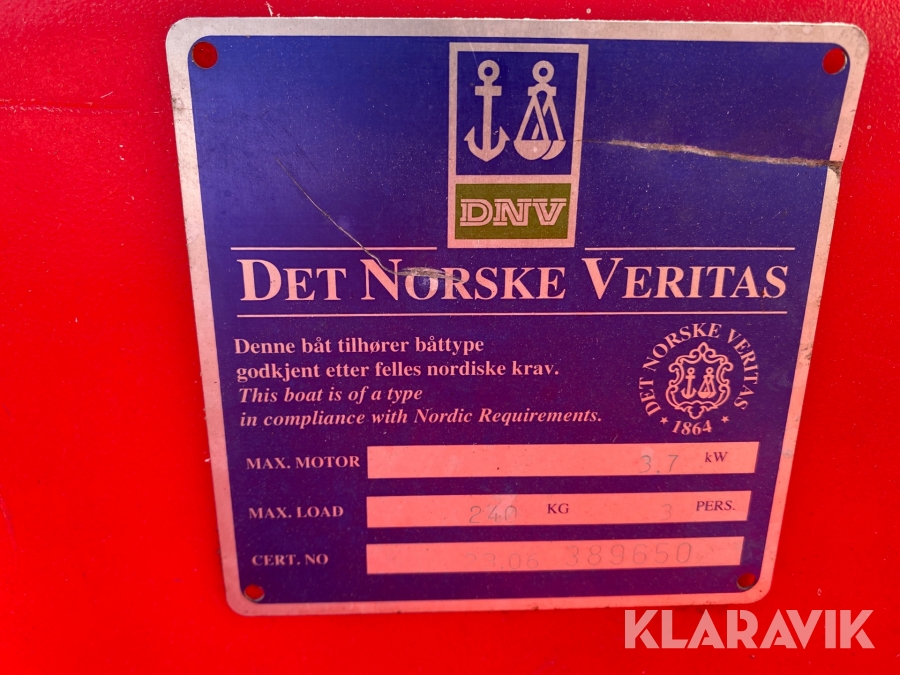 DNV
DET NORSKE VERITAS
Denne båt tilhører båttype
godkjent etter felles nordiske krav.
This boat is of a type
in compliance with Nordic Requirements.
DET NORSKE VERITAS
* 1864 *
MAX. MOTOR 3.7 kW
MAX. LOAD 240 KG 3 PERS.
CERT. NO 389650
KLARAVIK